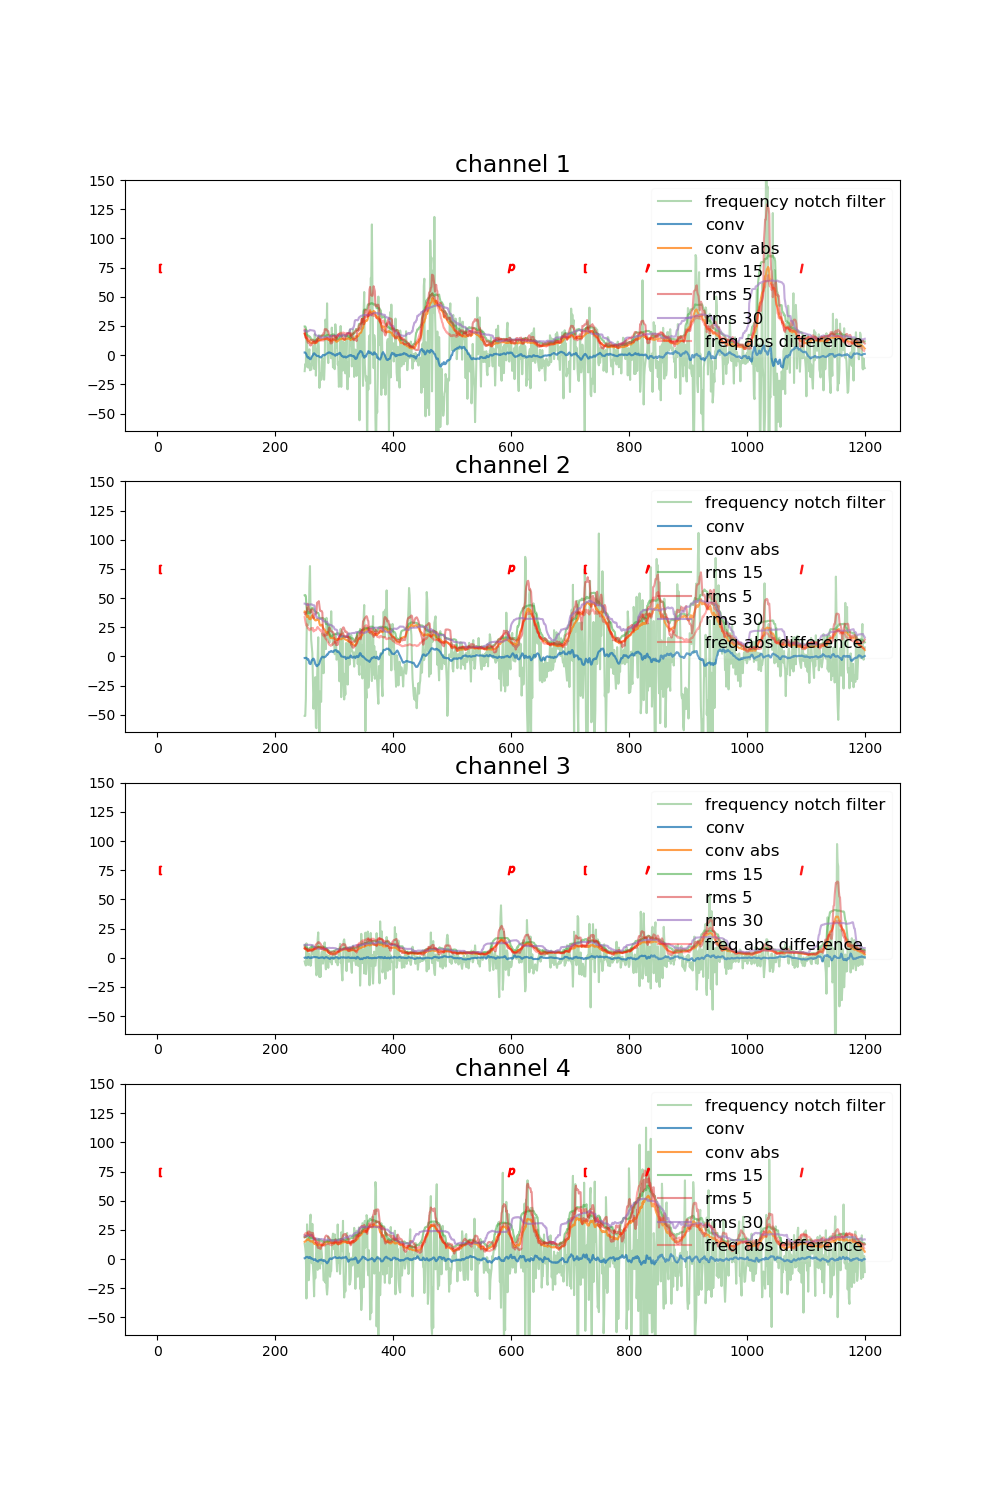 channel 1
150
125
100
75
50
25
0
−25
−50
[ p [ / /
frequency notch filter
conv
conv abs
rms 15
rms 5
rms 30
freq abs difference
0 200 400 600 800 1000 1200
channel 2
150
125
100
75
50
25
0
−25
−50
[ p [ / /
frequency notch filter
conv
conv abs
rms 15
rms 5
rms 30
freq abs difference
0 200 400 600 800 1000 1200
channel 3
150
125
100
75
50
25
0
−25
−50
[ p [ / /
frequency notch filter
conv
conv abs
rms 15
rms 5
rms 30
freq abs difference
0 200 400 600 800 1000 1200
channel 4
150
125
100
75
50
25
0
−25
−50
[ p [ / /
frequency notch filter
conv
conv abs
rms 15
rms 5
rms 30
freq abs difference
0 200 400 600 800 1000 1200